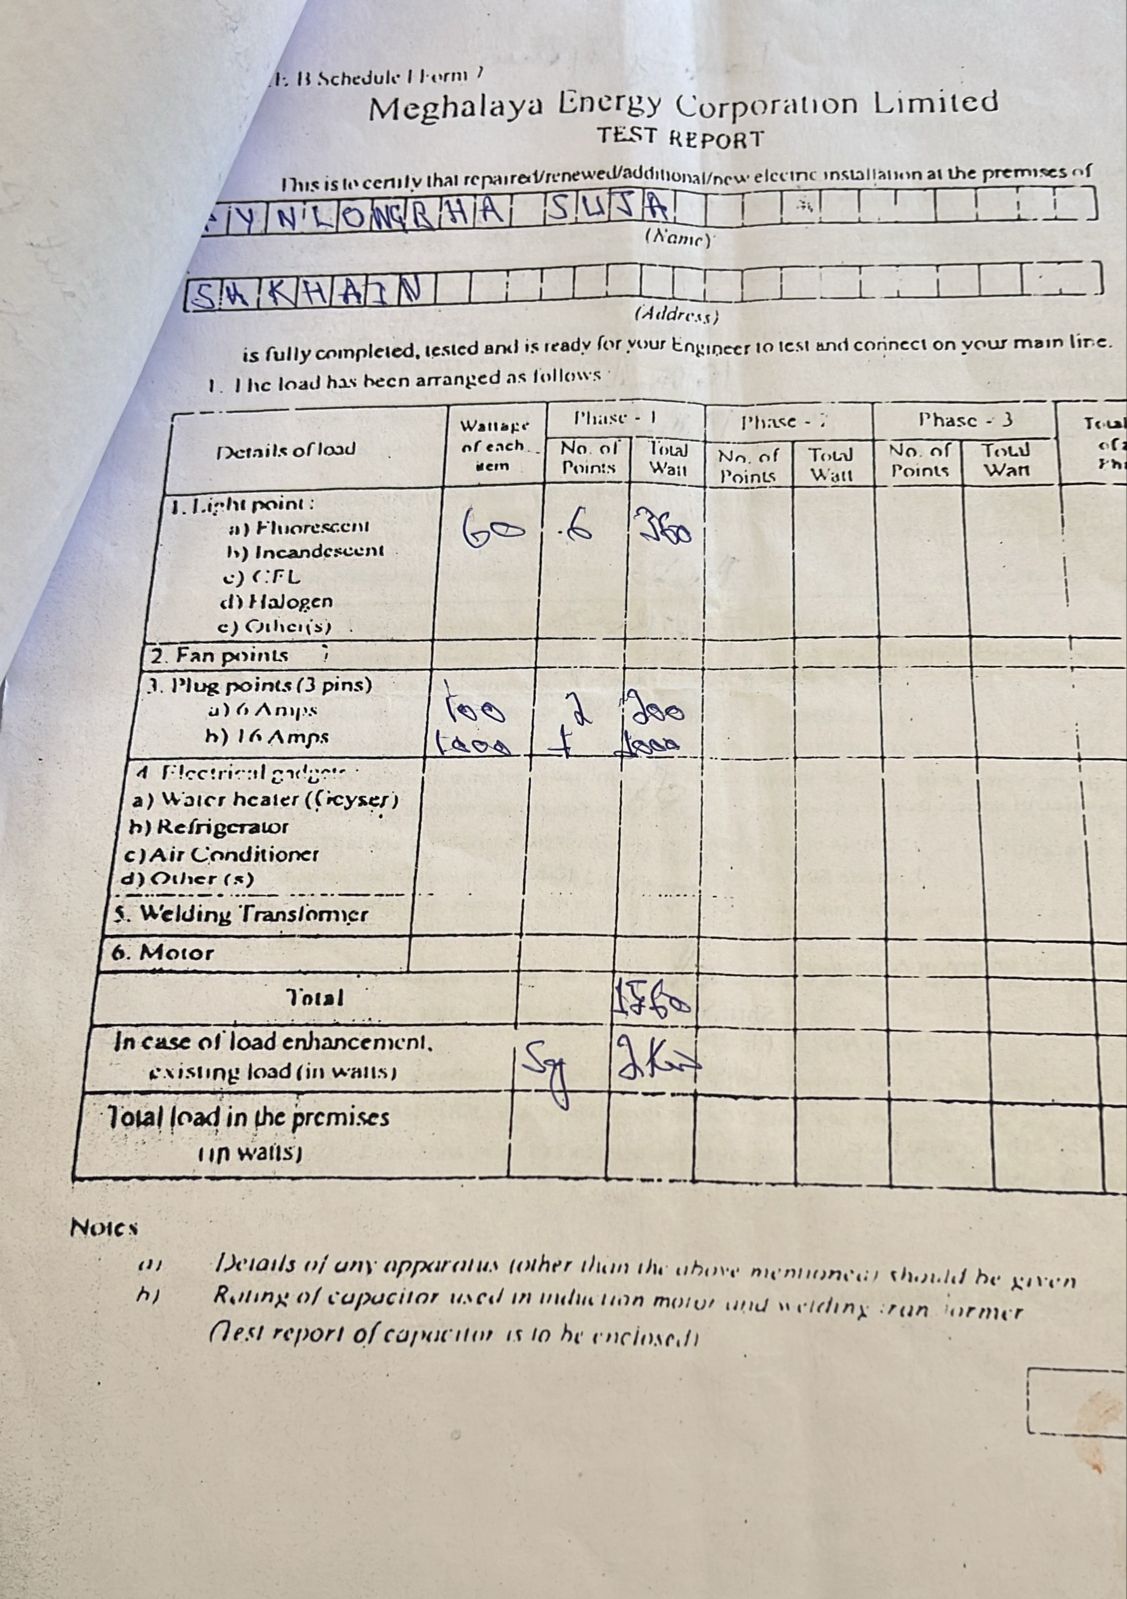 E. B Schedule I Form 7
Meghalaya Energy Corporation Limited
TEST REPORT
This is to certify that repaired/renewed/additional/new electric installation at the premises of
YNLONGRHA SUJA
(Name)
SAKHAIN
(Address)
is fully completed, tested and is ready for your Engineer to test and connect on your main line.
1. The load has been arranged as follows
Details of load Wattage of each item Phase - 1 Phase - 2 Phase - 3 Total
No. of Points Total Watt No. of Points Total Watt No. of Points Total Watt
1. Light point :
a) Fluorescent 60 6 360
b) Incandescent
c) CFL
d) Halogen
e) Other(s)
2. Fan points
3. Plug points (3 pins)
a) 6 Amps 100 2 200
b) 16 Amps 1000 1 1000
4. Electrical gadgets
a) Water heater (Geyser)
b) Refrigerator
c) Air Conditioner
d) Other (s)
5. Welding Transformer
6. Motor
Total 1560
In case of load enhancement,
existing load (in watts) Sy 2Kw
Total load in the premises
(in watts)
Notes
a) Details of any apparatus (other than the above mentioned) should be given
b) Rating of capacitor used in induction motor and welding transformer
(Test report of capacitor is to be enclosed)